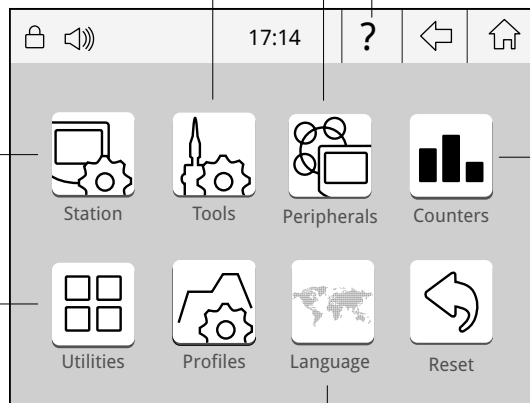 17:14 ?
Station Tools Peripherals Counters
Utilities Profiles Language Reset